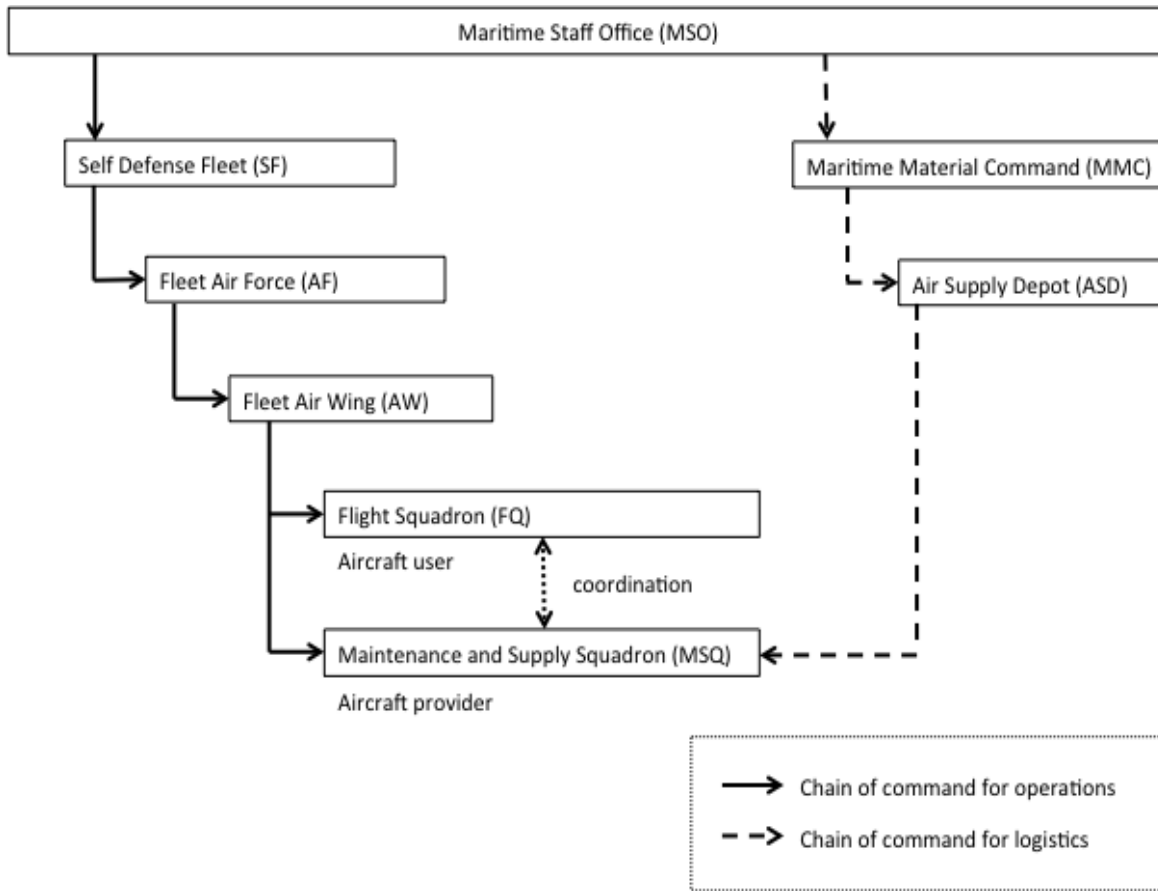 Maritime Staff Office (MSO)
Self Defense Fleet (SF)
Maritime Material Command (MMC)
Fleet Air Force (AF)
Air Supply Depot (ASD)
Fleet Air Wing (AW)
Flight Squadron (FQ)
Aircraft user
coordination
Maintenance and Supply Squadron (MSQ)
Aircraft provider
Chain of command for operations
Chain of command for logistics